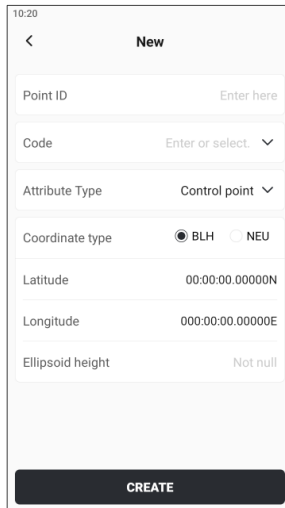 10:20
New
Point ID Enter here
Code Enter or select.
Attribute Type Control point
Coordinate type BLH NEU
Latitude 00:00:00.00000N
Longitude 000:00:00.00000E
Ellipsoid height Not null
CREATE